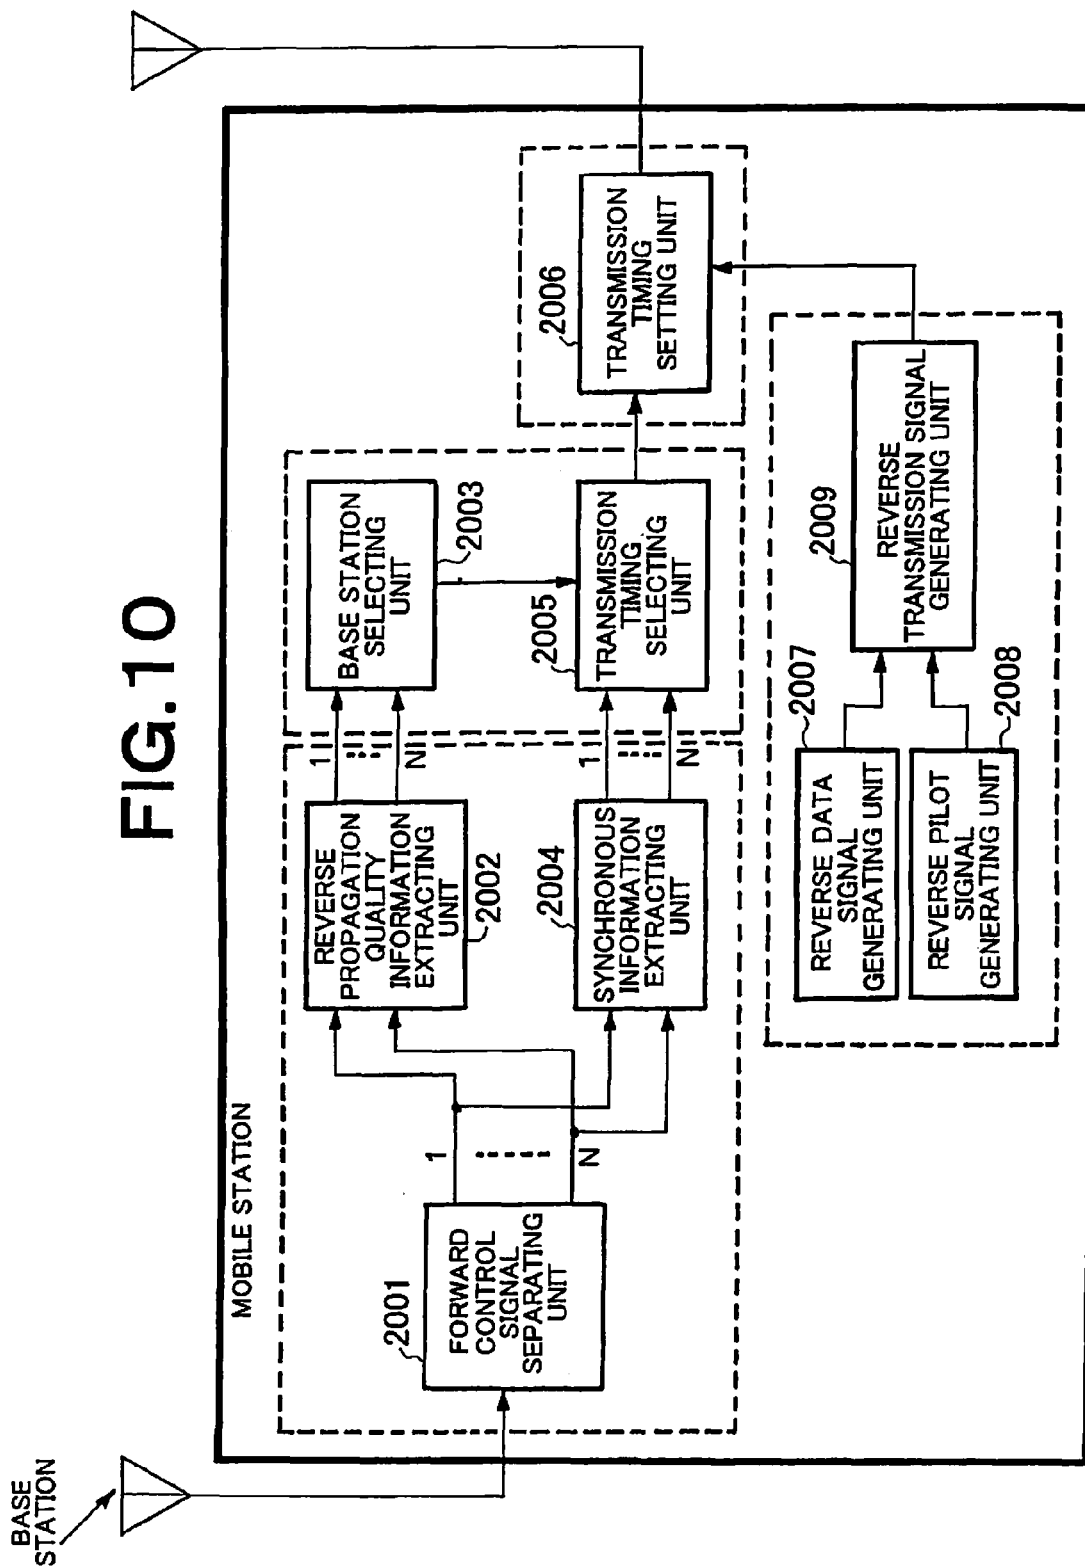 FIG.10
BASE
STATION
MOBILE STATION
2001
FORWARD
CONTROL
SIGNAL
SEPARATING
UNIT
1
N
REVERSE
PROPAGATION
QUALITY
INFORMATION
EXTRACTING
UNIT
2002
2004
SYNCHRONOUS
INFORMATION
EXTRACTING
UNIT
1
N
1
N
BASE STATION
SELECTING
UNIT
2003
2005
TRANSMISSION
TIMING
SELECTING
UNIT
2006
TRANSMISSION
TIMING
SETTING UNIT
2007
REVERSE DATA
SIGNAL
GENERATING UNIT
REVERSE PILOT
SIGNAL
GENERATING UNIT
2008
2009
REVERSE
TRANSMISSION SIGNAL
GENERATING UNIT